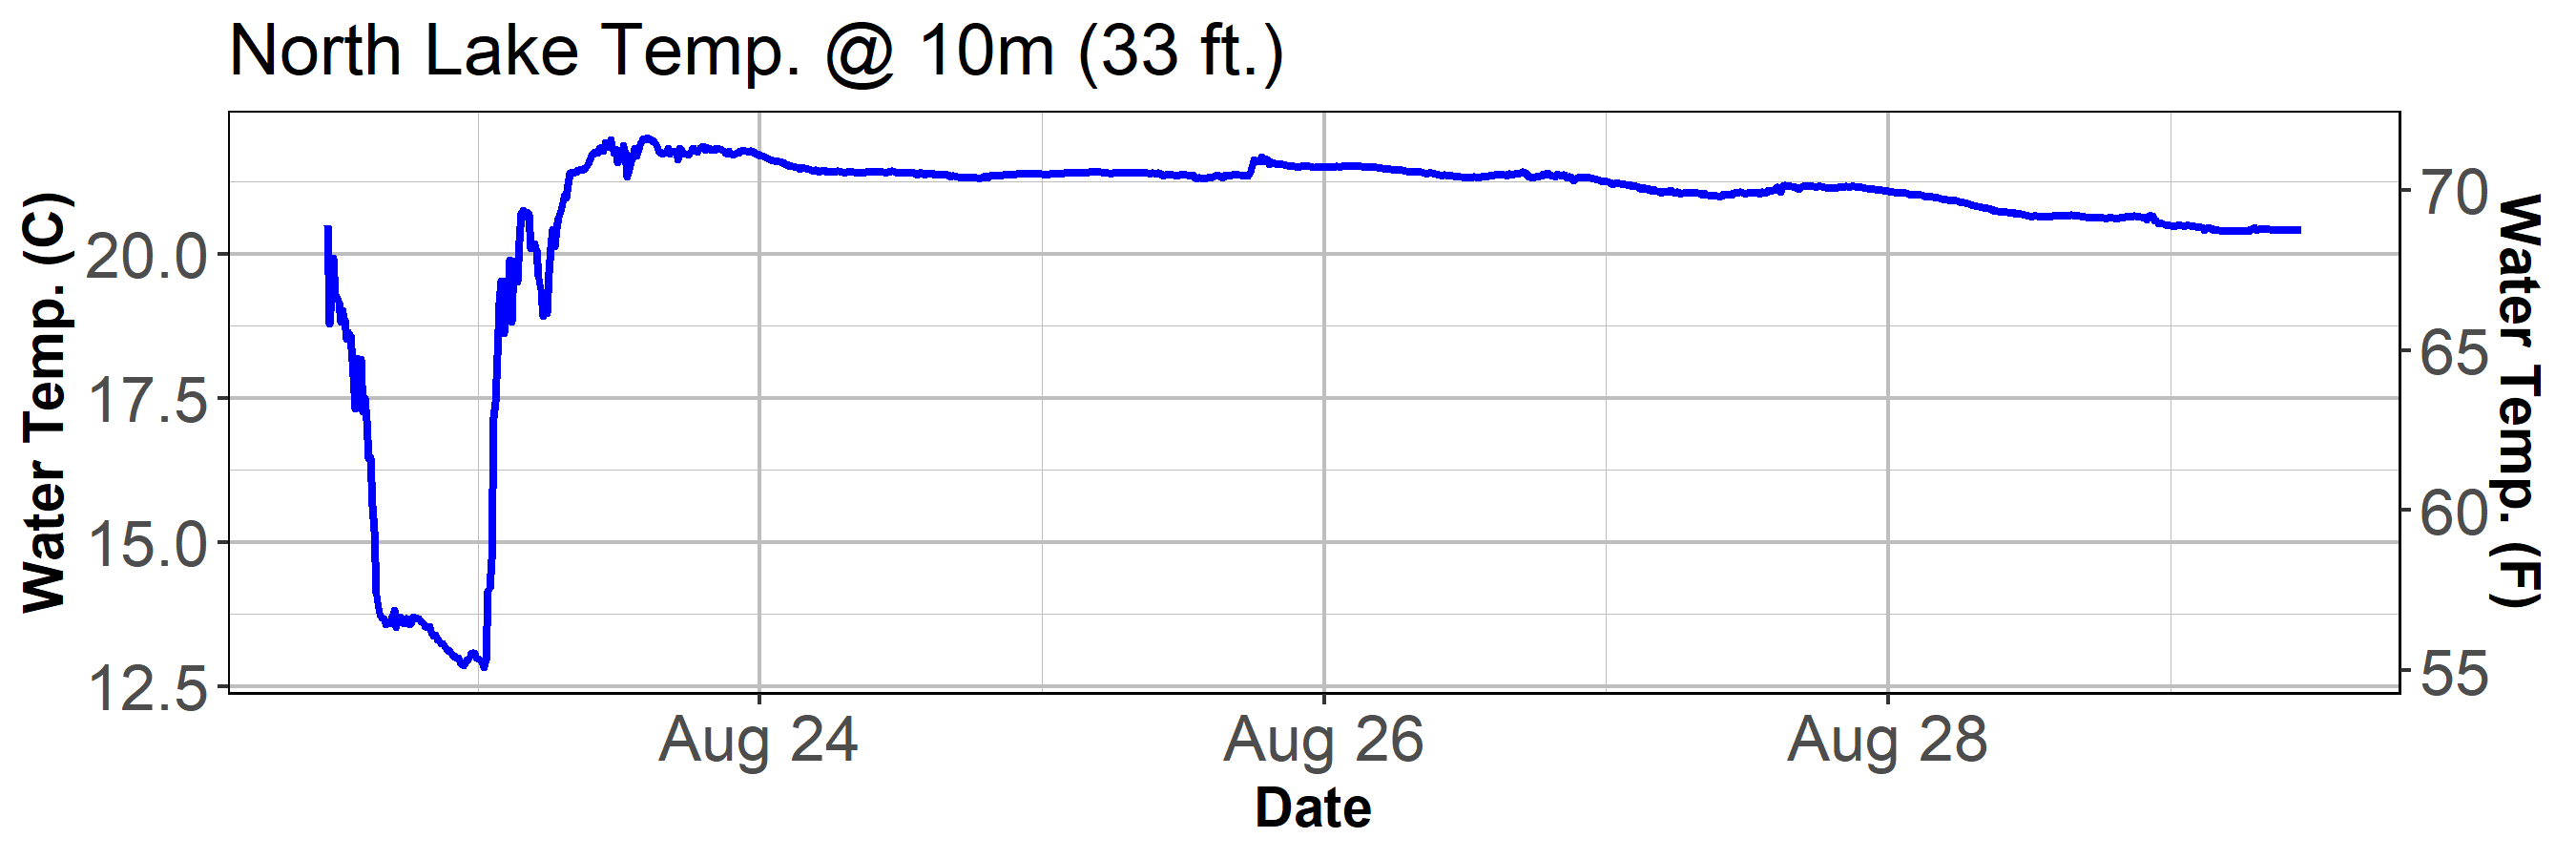 North Lake Temp. @ 10m (33 ft.)
Water Temp. (C)
20.0
17.5
15.0
12.5
70
65
60
55
Water Temp. (F)
Aug 24
Aug 26
Aug 28
Date